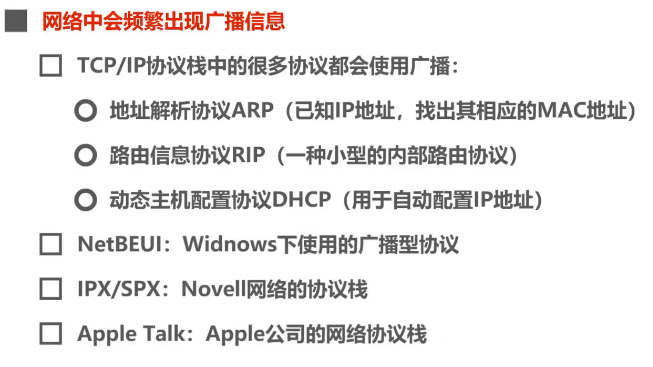 网络中会频繁出现广播信息
TCP/IP协议栈中的很多协议都会使用广播：
地址解析协议ARP（已知IP地址，找出其相应的MAC地址）
路由信息协议RIP（一种小型的内部路由协议）
动态主机配置协议DHCP（用于自动配置IP地址）
NetBEUI：Widnows下使用的广播型协议
IPX/SPX：Novell网络的协议栈
Apple Talk：Apple公司的网络协议栈